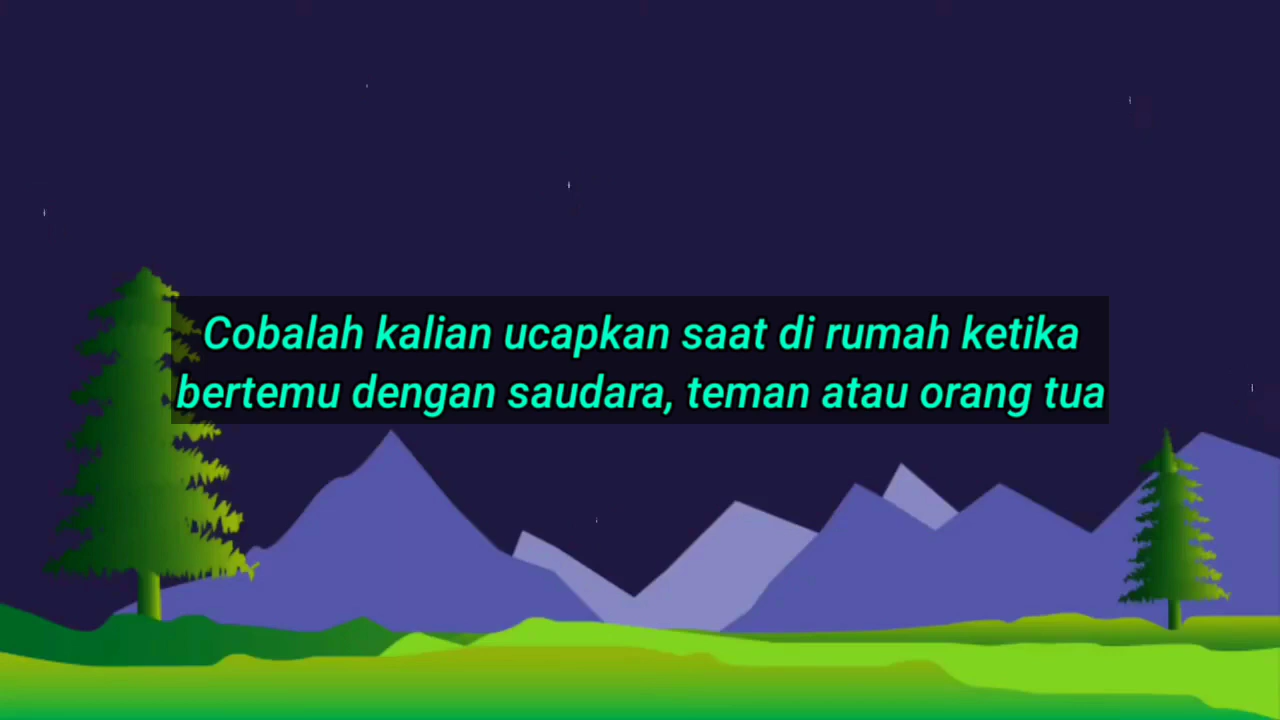 Cobalah kalian ucapkan saat di rumah ketika
bertemu dengan saudara, teman atau orang tua